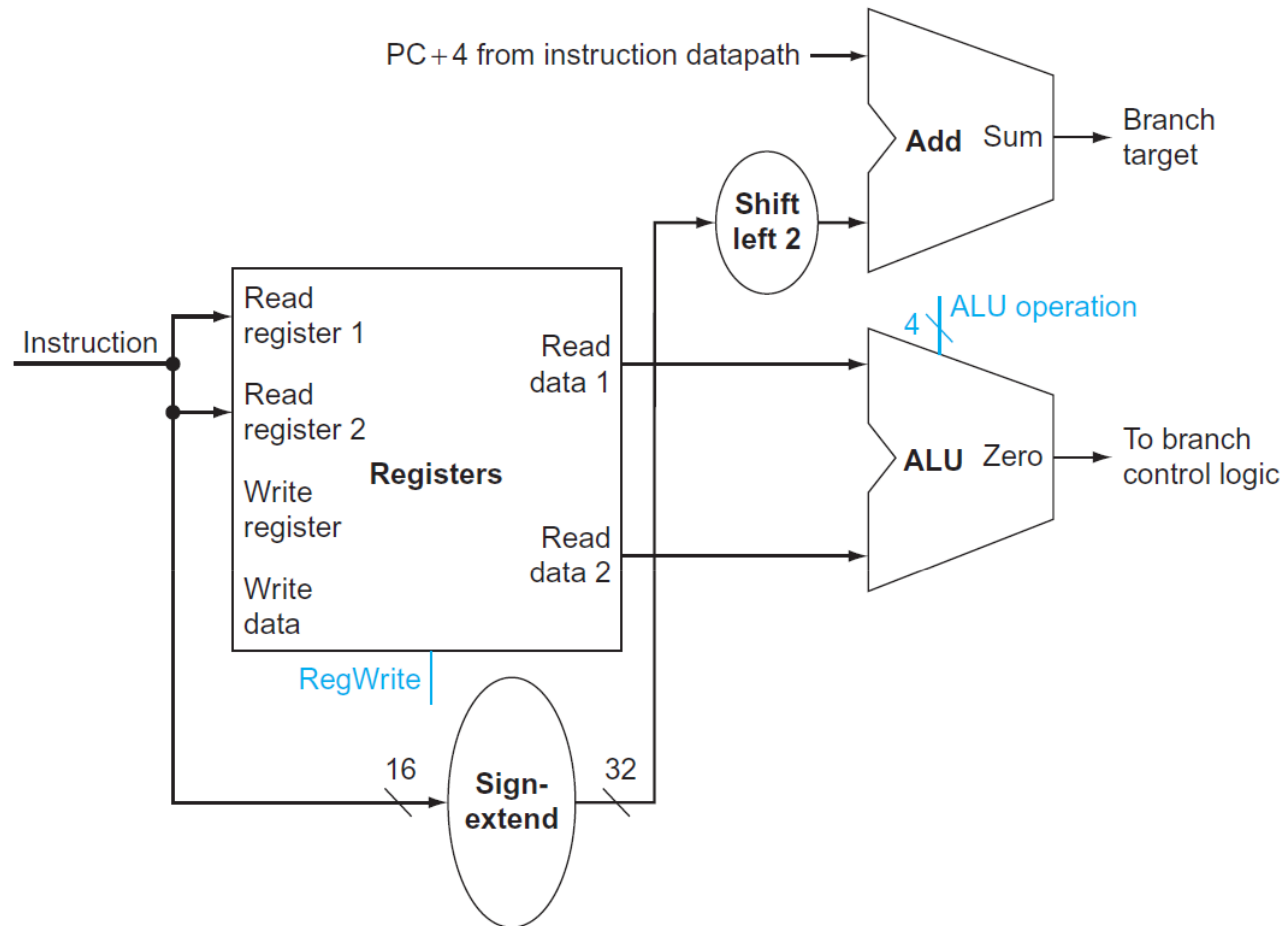 PC+4 from instruction datapath
Add Sum
Branch
target
Shift
left 2
ALU operation
4
Instruction
Read
register 1
Read
data 1
Read
register 2
Registers
ALU Zero
To branch
control logic
Write
register
Read
data 2
Write
data
RegWrite
16
Sign-
extend
32